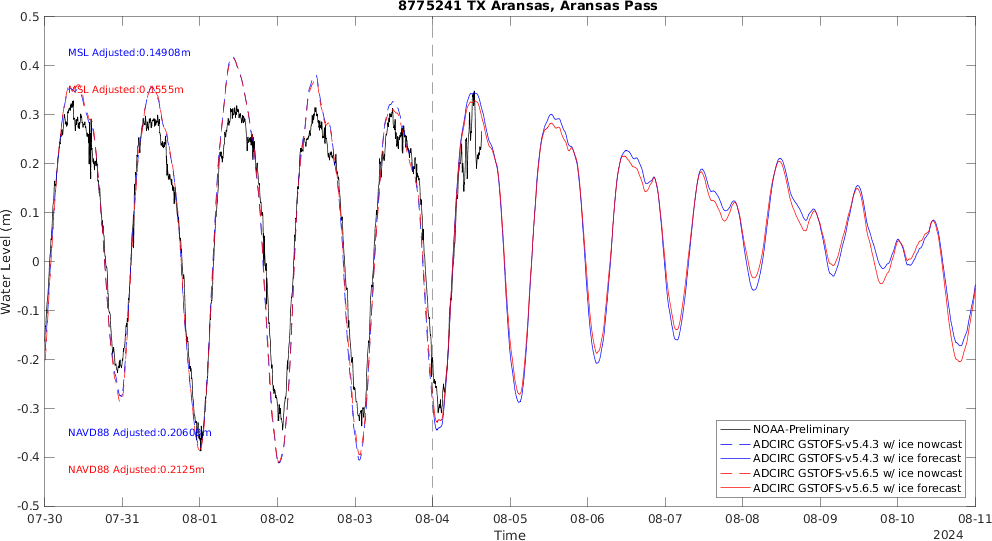 8775241 TX Aransas, Aransas Pass
0.5
0.4
0.3
0.2
0.1
0
-0.1
-0.2
-0.3
-0.4
-0.5
Water Level (m)
MSL Adjusted:0.14908m
MSL Adjusted:0.1555m
NAVD88 Adjusted:0.20608m
NAVD88 Adjusted:0.2125m
NOAA-Preliminary
ADCIRC GSTOFS-v5.4.3 w/ ice nowcast
ADCIRC GSTOFS-v5.4.3 w/ ice forecast
ADCIRC GSTOFS-v5.6.5 w/ ice nowcast
ADCIRC GSTOFS-v5.6.5 w/ ice forecast
07-30 07-31 08-01 08-02 08-03 08-04 08-05 08-06 08-07 08-08 08-09 08-10 08-11
Time
2024